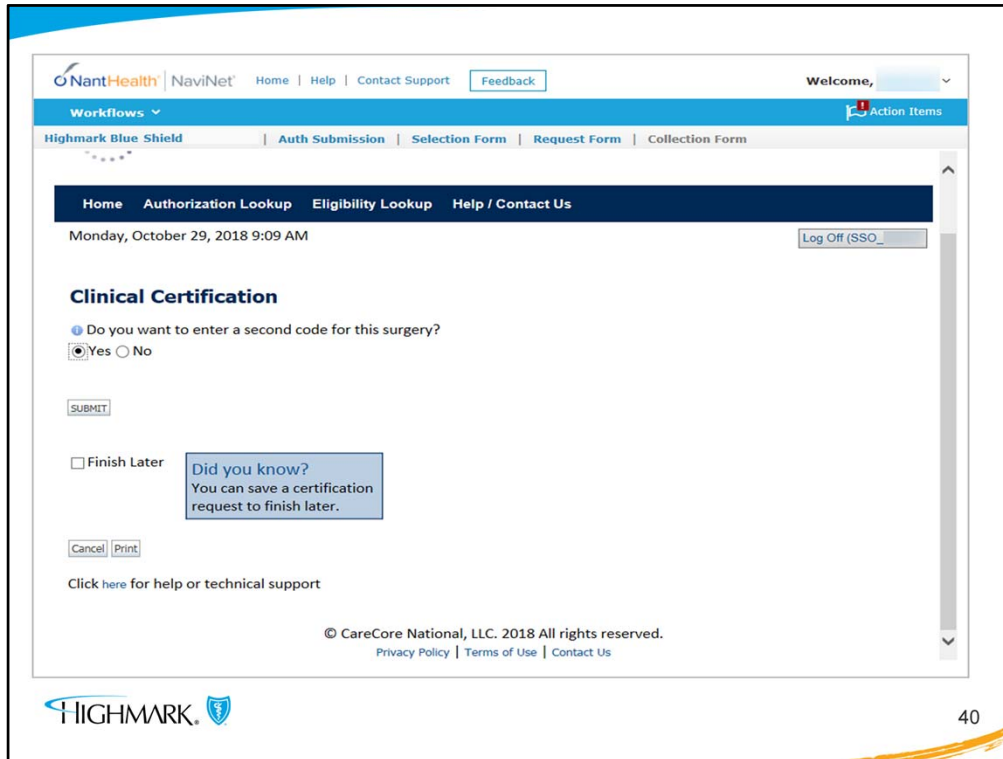 NantHealth® | NaviNet® Home | Help | Contact Support Feedback Welcome,
Workflows Action Items
Highmark Blue Shield | Auth Submission | Selection Form | Request Form | Collection Form
Home Authorization Lookup Eligibility Lookup Help / Contact Us
Monday, October 29, 2018 9:09 AM Log Off (SSO_
Clinical Certification
Do you want to enter a second code for this surgery?
Yes No
SUBMIT
Finish Later
Did you know?
You can save a certification
request to finish later.
Cancel Print
Click here for help or technical support
© CareCore National, LLC. 2018 All rights reserved.
Privacy Policy | Terms of Use | Contact Us
HIGHMARK®
40